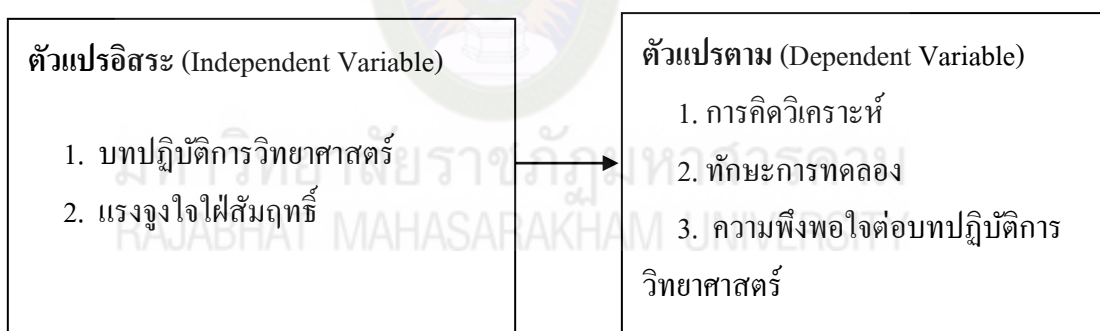 ตัวแปรอิสระ (Independent Variable)
1. บทปฏิบัติการวิทยาศาสตร์
2. แรงจูงใจใฝ่สัมฤทธิ์
ตัวแปรตาม (Dependent Variable)
1. การคิดวิเคราะห์
2. ทักษะการทดลอง
3. ความพึงพอใจต่อบทปฏิบัติการ
วิทยาศาสตร์
มหาวิทยาลัยราชภัฏมหาสารคาม
RAJABHAT MAHASARAKHAM UNIVERSITY